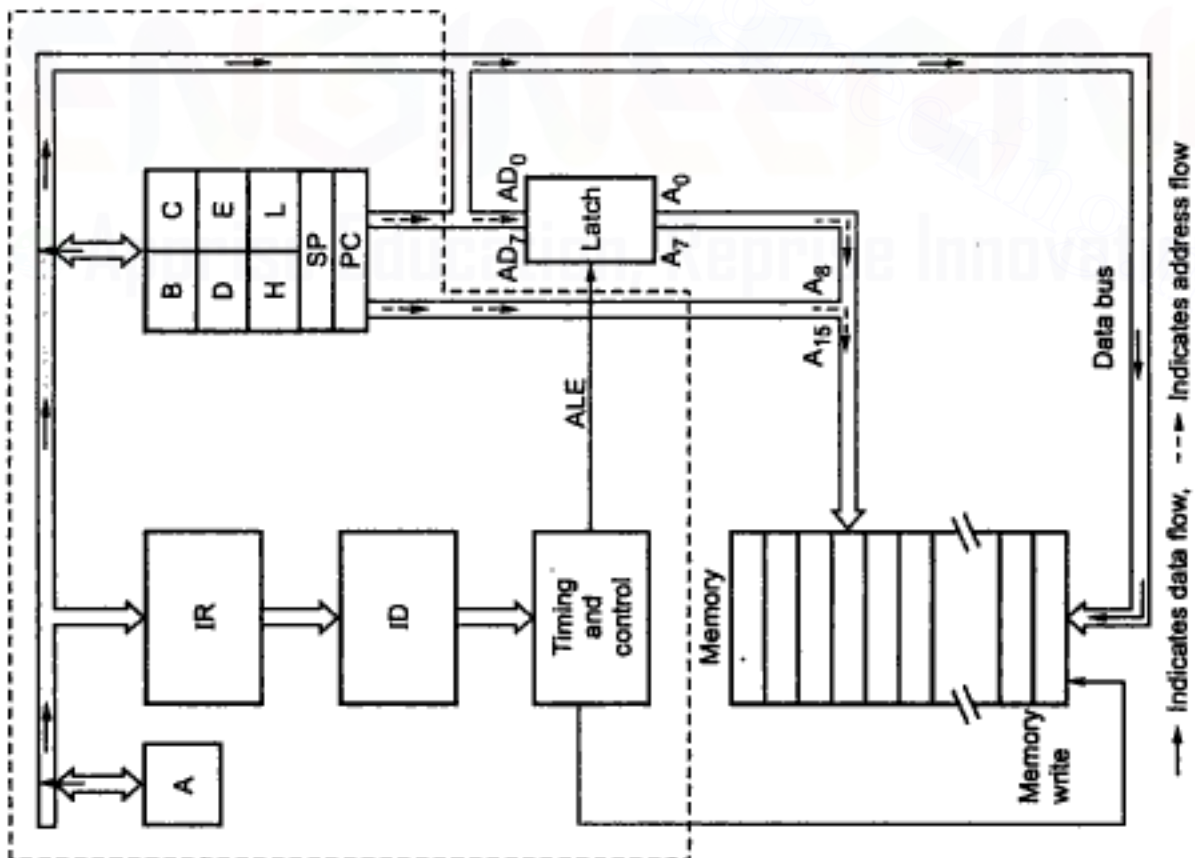 A
IR
ID
Timing
and
control
B C
D E
H L
SP
PC
AD7 AD0
Latch
A7 A0
ALE
A15 A8
Memory
Memory
write
Data bus
Indicates data flow, Indicates address flow